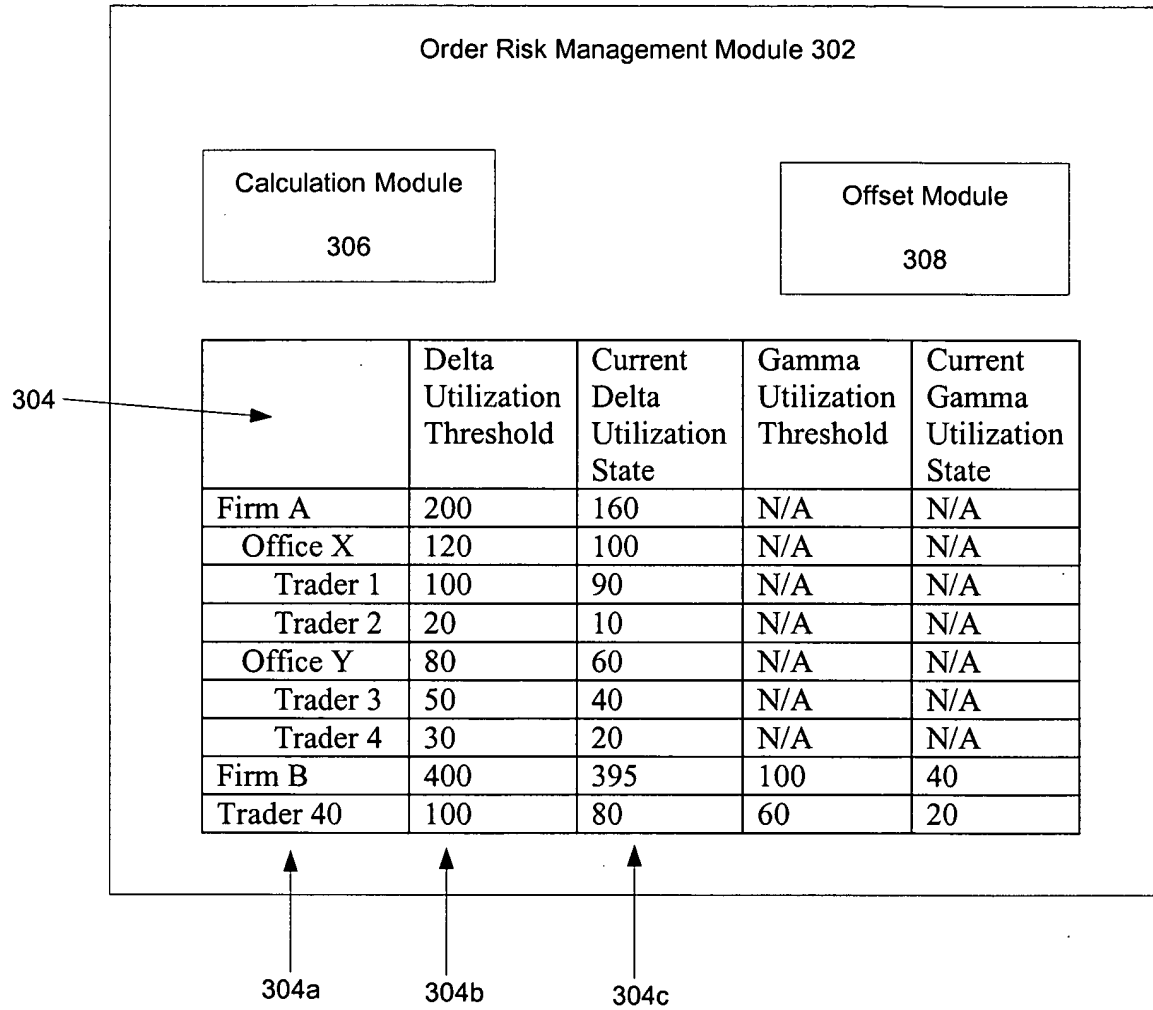 Order Risk Management Module 302
Calculation Module
306
Offset Module
308
304
Delta Utilization Threshold | Current Delta Utilization State | Gamma Utilization Threshold | Current Gamma Utilization State
Firm A | 200 | 160 | N/A | N/A
Office X | 120 | 100 | N/A | N/A
Trader 1 | 100 | 90 | N/A | N/A
Trader 2 | 20 | 10 | N/A | N/A
Office Y | 80 | 60 | N/A | N/A
Trader 3 | 50 | 40 | N/A | N/A
Trader 4 | 30 | 20 | N/A | N/A
Firm B | 400 | 395 | 100 | 40
Trader 40 | 100 | 80 | 60 | 20
304a 304b 304c